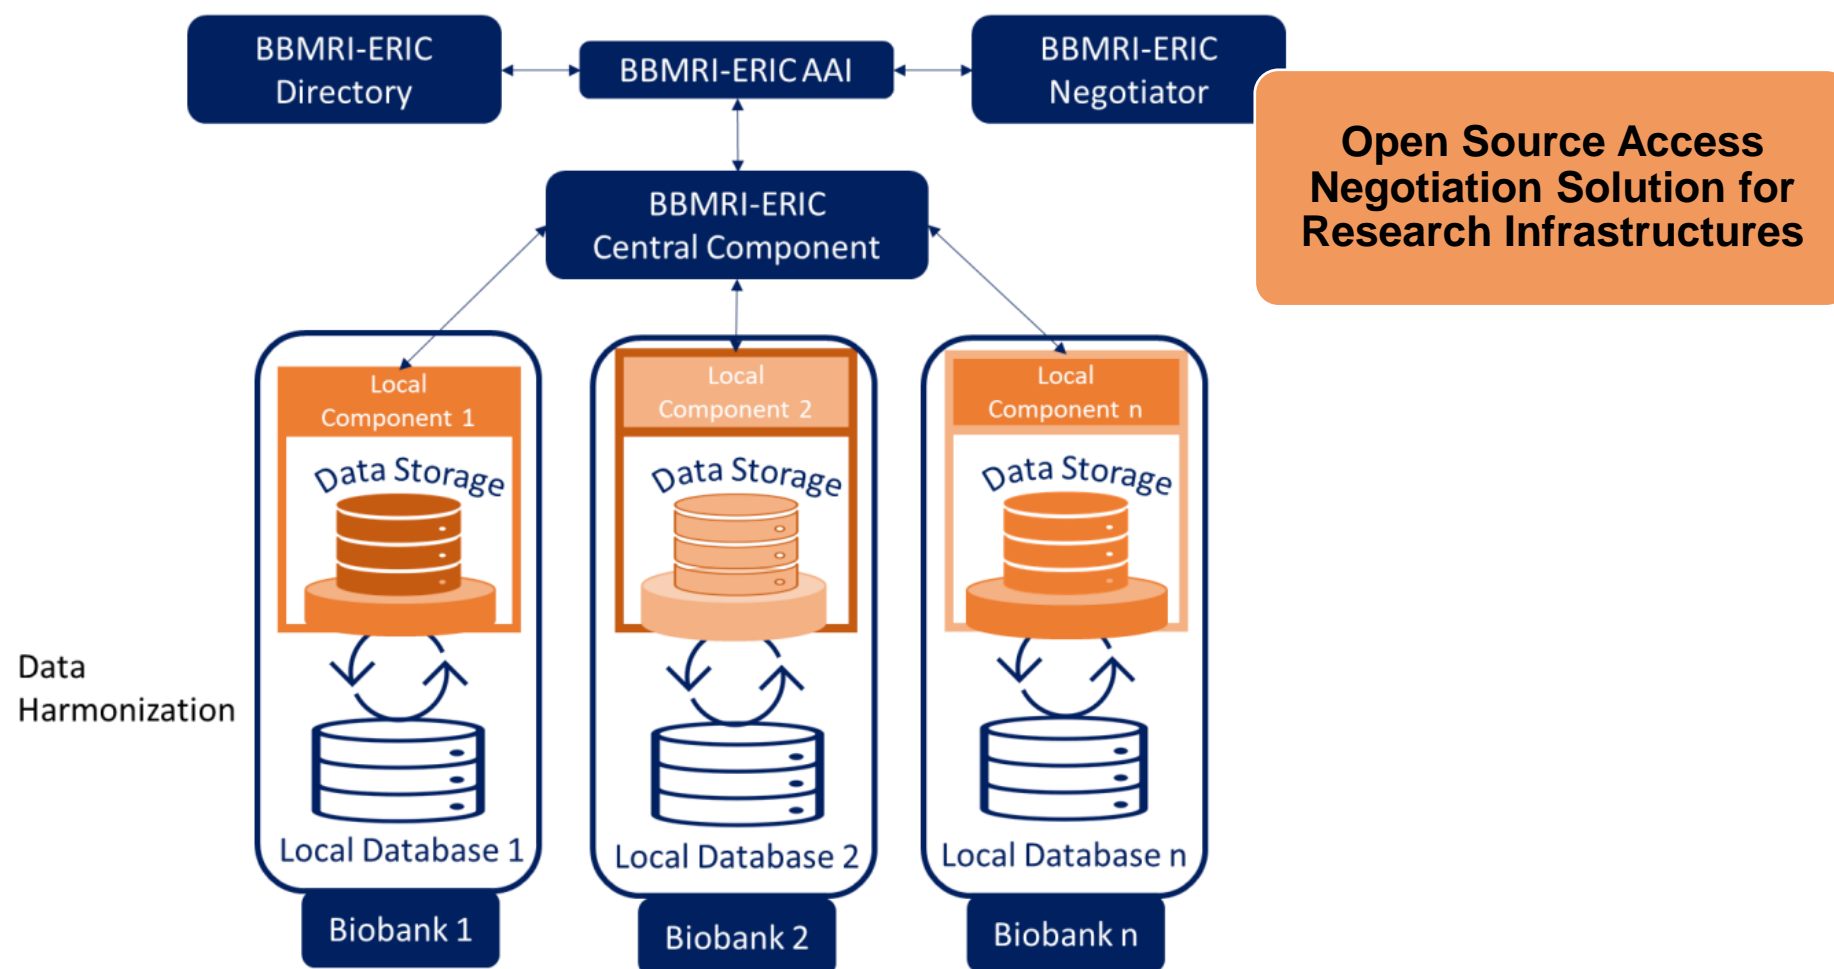 BBMRI-ERIC
Directory
BBMRI-ERIC AAI
BBMRI-ERIC
Negotiator
Open Source Access
Negotiation Solution for
Research Infrastructures
BBMRI-ERIC
Central Component
Local
Component 1
Local
Component 2
Local
Component n
Data Storage
Data Storage
Data Storage
Data
Harmonization
Local Database 1
Local Database 2
Local Database n
Biobank 1
Biobank 2
Biobank n